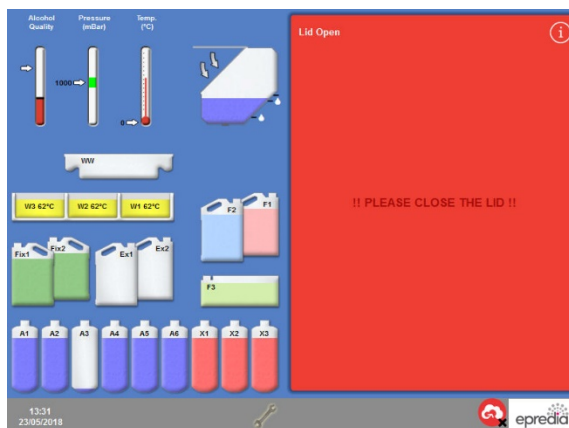 Alcohol
Quality
Pressure
(mBar)
Temp.
(°C)
1000
0
Lid Open
i
WW
W3 62°C
W2 62°C
W1 62°C
F2
F1
Fix1
Fix2
Ex1
Ex2
F3
!! PLEASE CLOSE THE LID !!
A1
A2
A3
A4
A5
A6
X1
X2
X3
13:31
23/05/2018
epredia